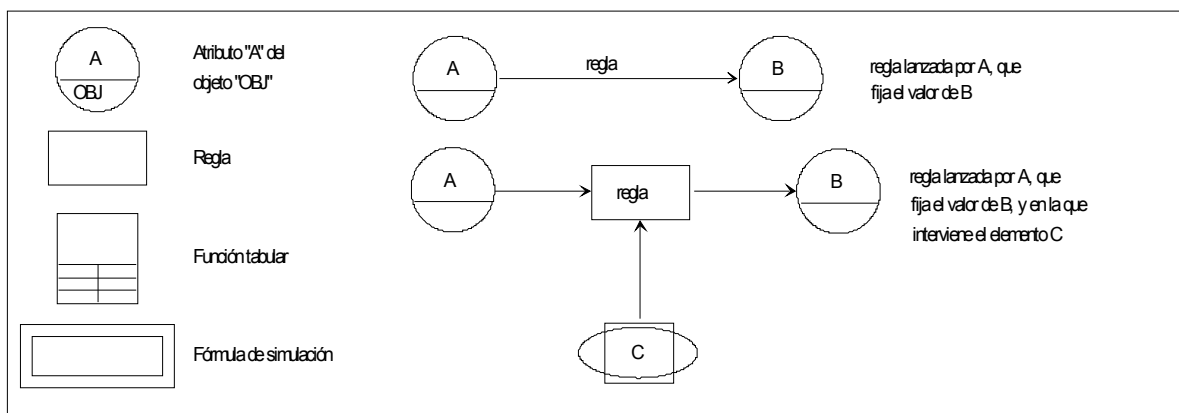 A
OBJ
Atributo "A" del
objeto "OBJ"
Regla
Función tabular
Fórmula de simulación
A
regla
B
regla lanzada por A, que
fija el valor de B
A
regla
B
regla lanzada por A, que
fija el valor de B, y en la que
interviene el elemento C
C